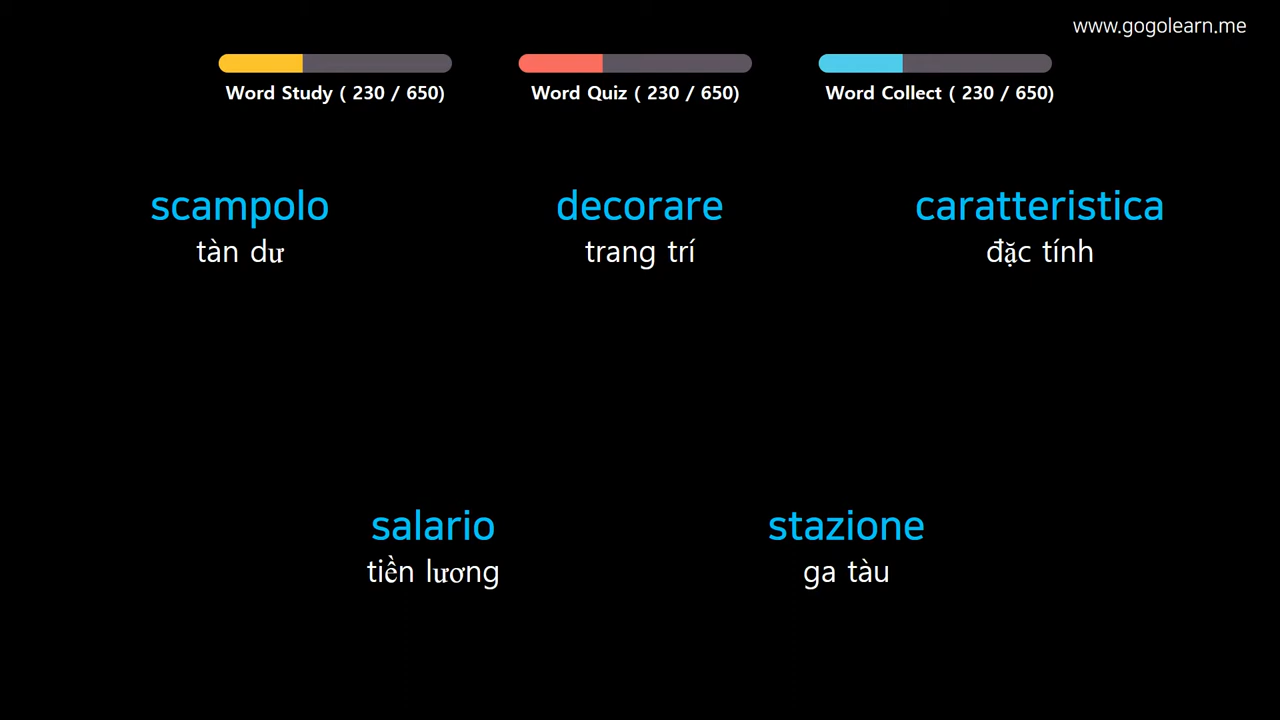 www.gogolearn.me
Word Study ( 230 / 650)
Word Quiz ( 230 / 650)
Word Collect ( 230 / 650)
scampolo
tàn dư
decorare
trang trí
caratteristica
đặc tính
salario
tiền lương
stazione
ga tàu